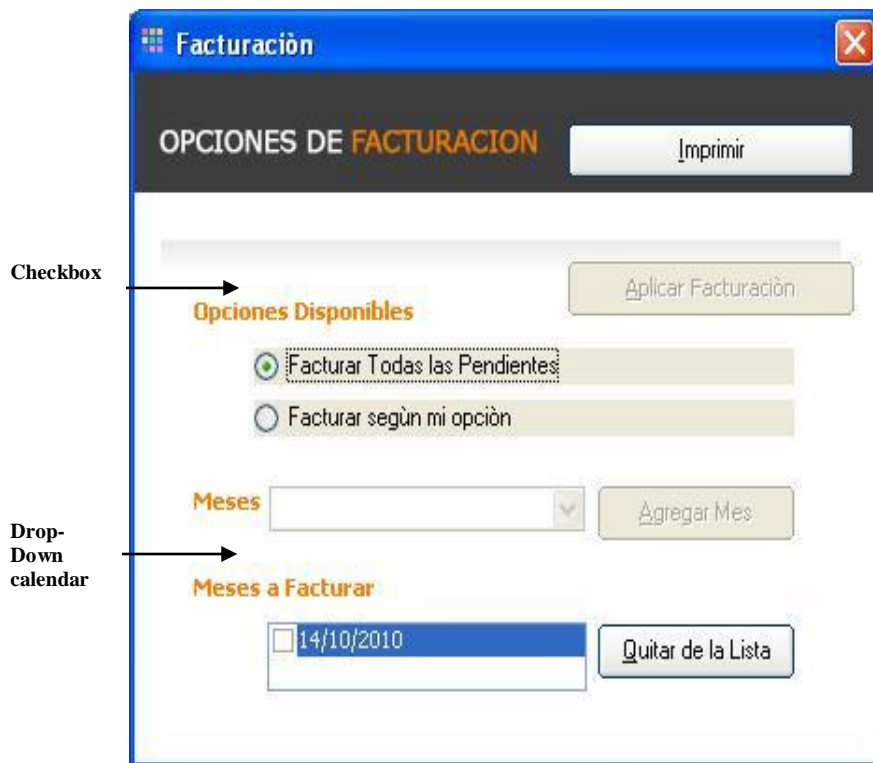 Facturaciòn
OPCIONES DE FACTURACION
Imprimir
Checkbox
Aplicar Facturaciòn
Opciones Disponibles
Facturar Todas las Pendientes
Facturar segùn mi opciòn
Meses
Agregar Mes
Drop-
Down
calendar
Meses a Facturar
14/10/2010
Quitar de la Lista